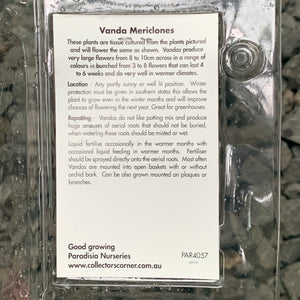 Vanda Mericlones
These plants are tissue cultured from the plants pictured
and will flower the same as shown. Vandas produce
very large flowers from 8 to 10cm across in a range of
colours in bunched from 3 to 8 flowers that can last 4
to 6 weeks and do very well in warmer climates.
Location - Any partly sunny or well lit position. Winter
protection must be given in southern states this will allow the
plant to grow even in the winter months and will improve
chances of flowering the next year. Great for greenhouses.
Repotting - Vandas do not like potting mix and produce
huge amounts of aerial roots that should not be buried,
when watering these roots should be misted or wet.
Liquid fertilise occasionally in the warmer months with
occasional liquid feeding in warmer months. Fertiliser
should be sprayed directly onto the aerial roots. Most often
Vandas are mounted into open baskets with or without
orchid bark. Can be also grown mounted on plaques or
branches.
Good growing
Paradisia Nurseries
www.collectorscorner.com.au
PAR4057